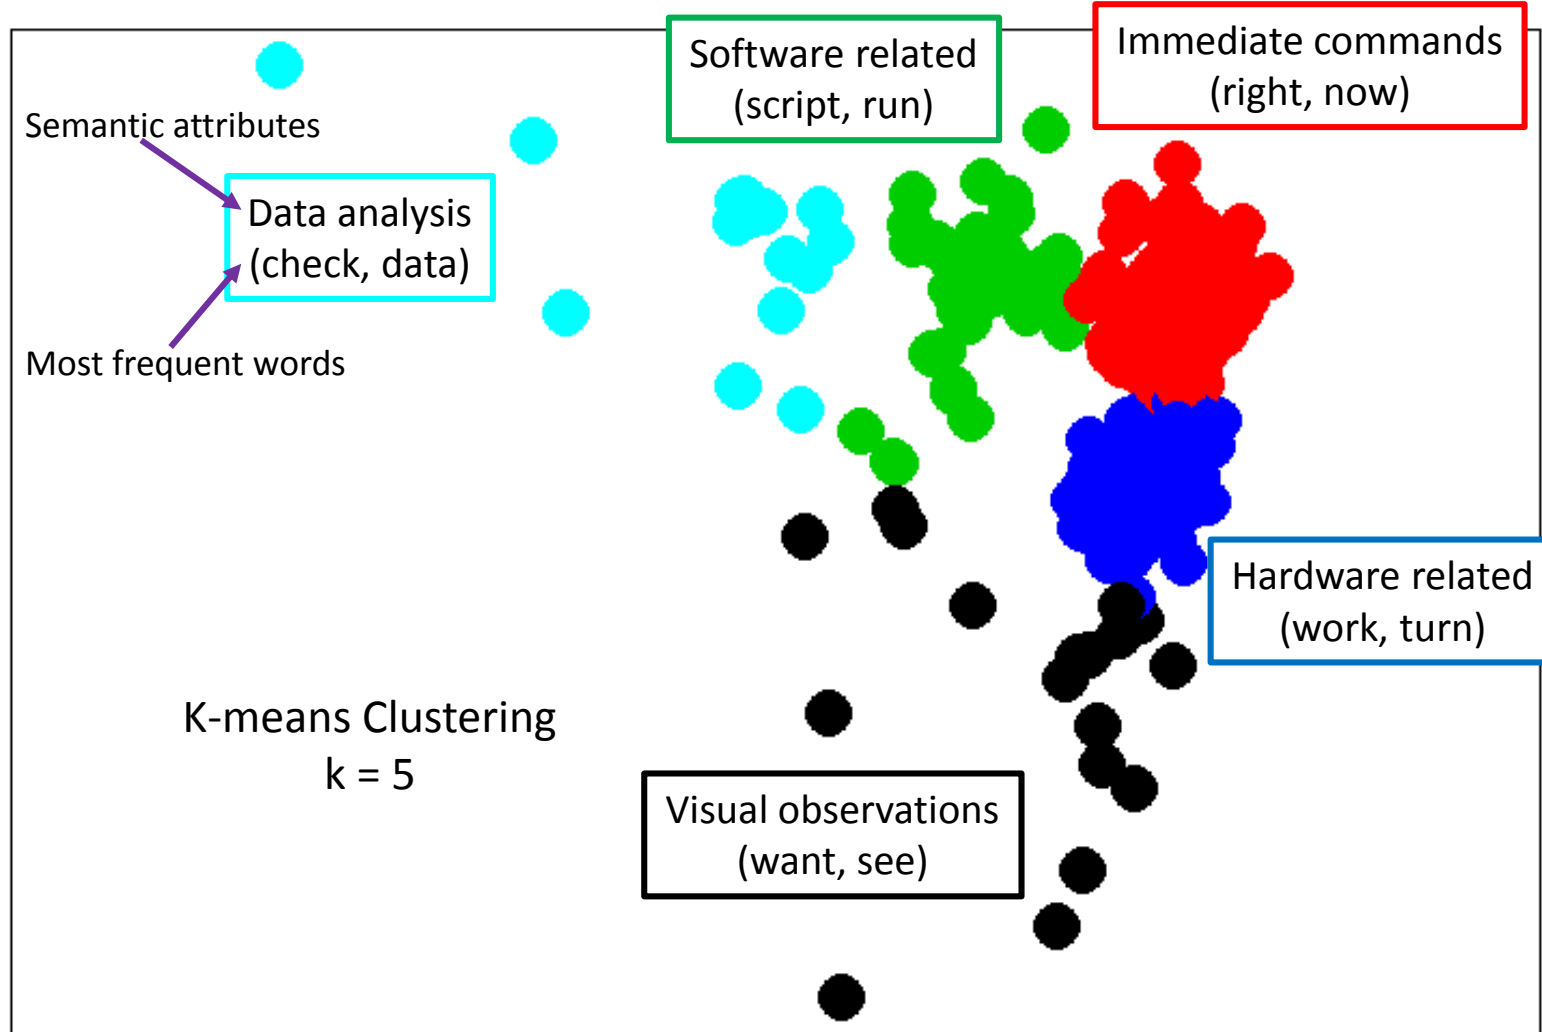 Software related
(script, run)
Immediate commands
(right, now)
Semantic attributes
Data analysis
(check, data)
Most frequent words
Hardware related
(work, turn)
K-means Clustering
k = 5
Visual observations
(want, see)